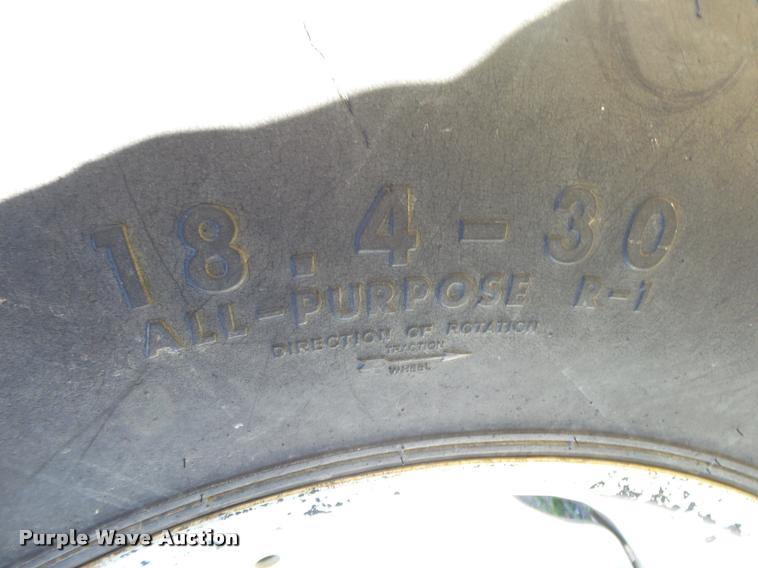 18.4-30
ALL-PURPOSE R-1
DIRECTION OF ROTATION
TRACTION
WHEEL
Purple Wave Auction